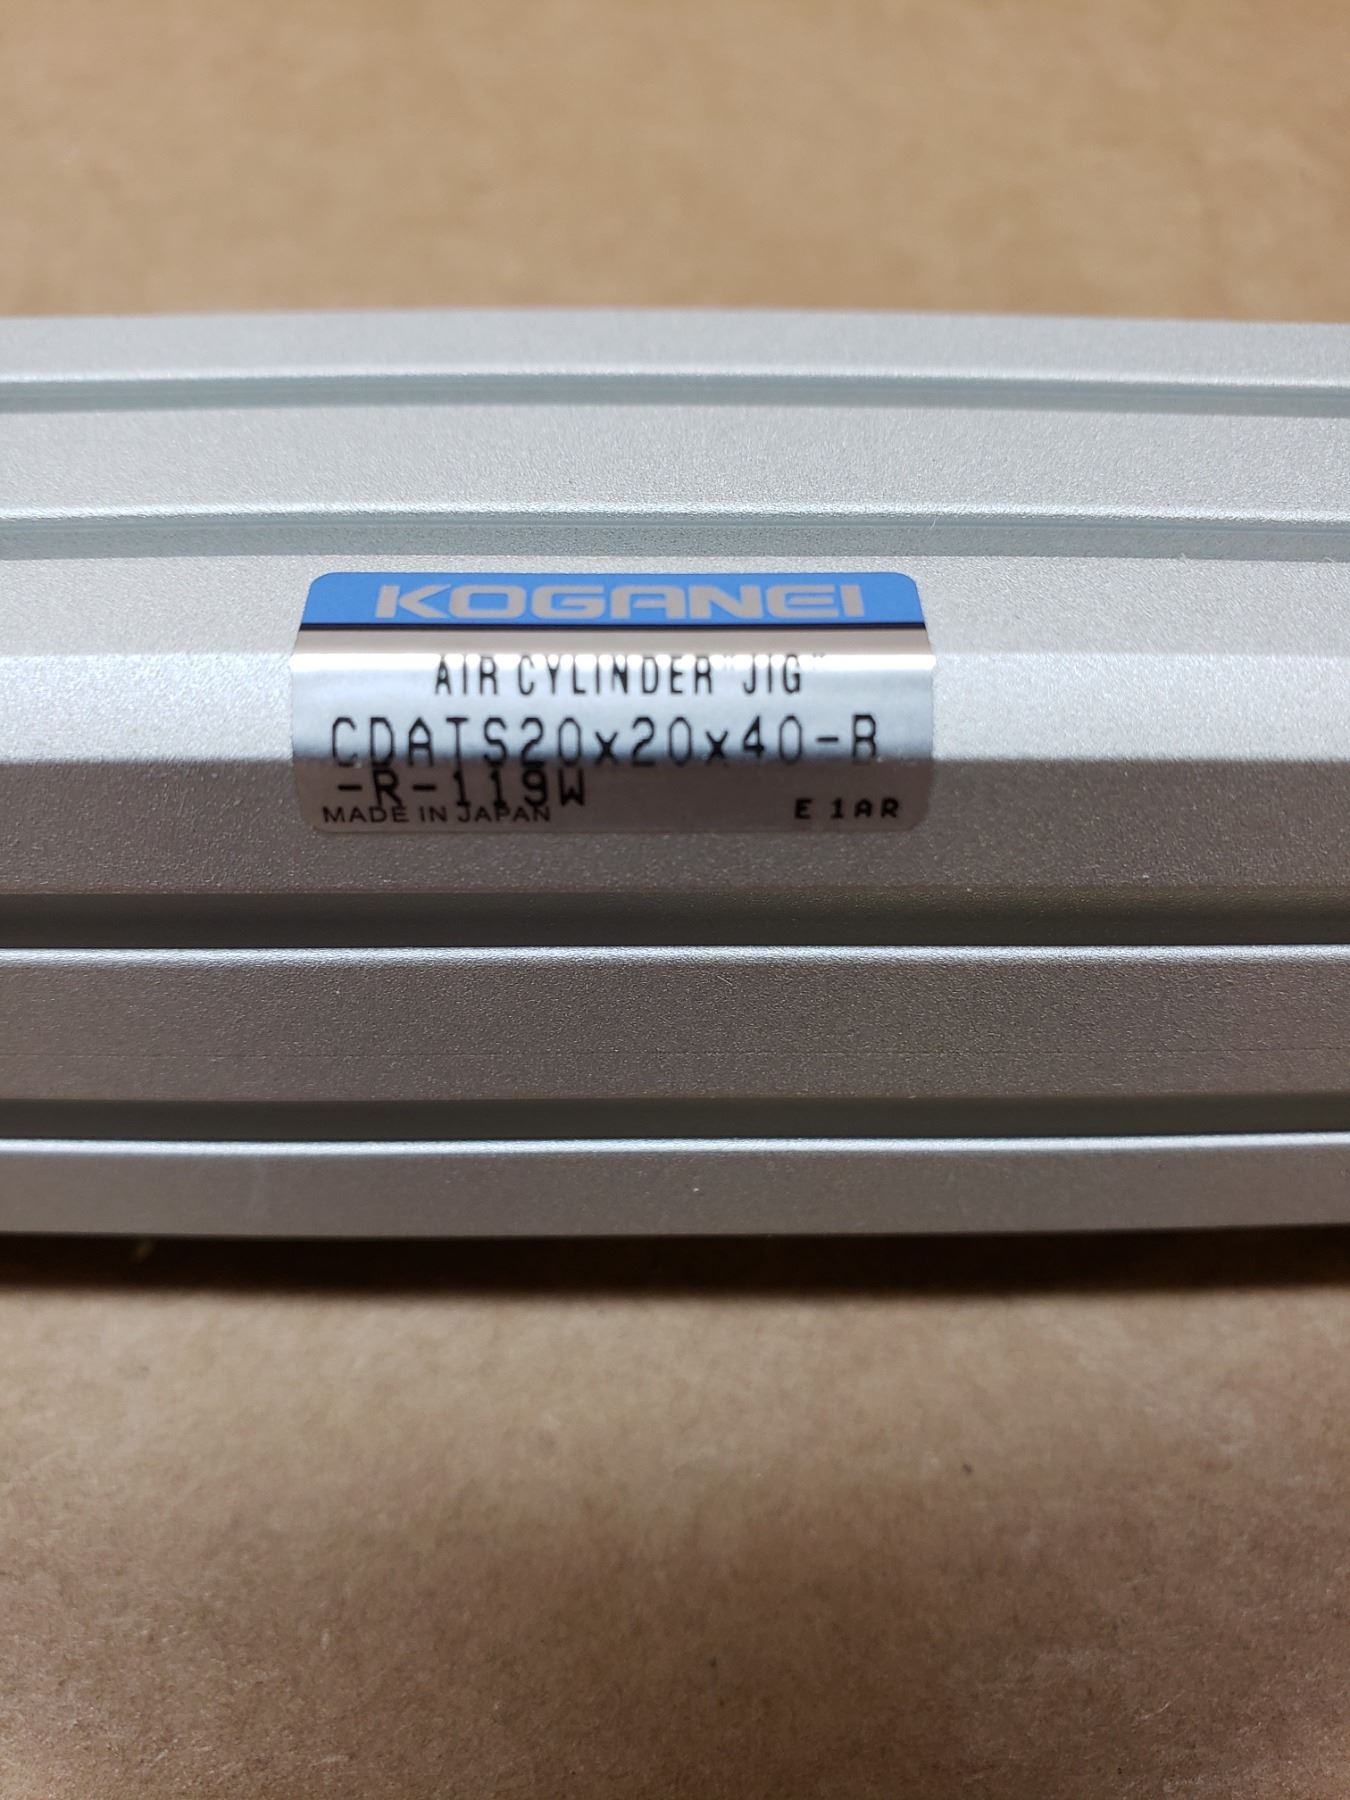 KOGANEI
AIR CYLINDER "JIG"
CDATS20x20x40-B
-R-119W
MADE IN JAPAN E 1AR